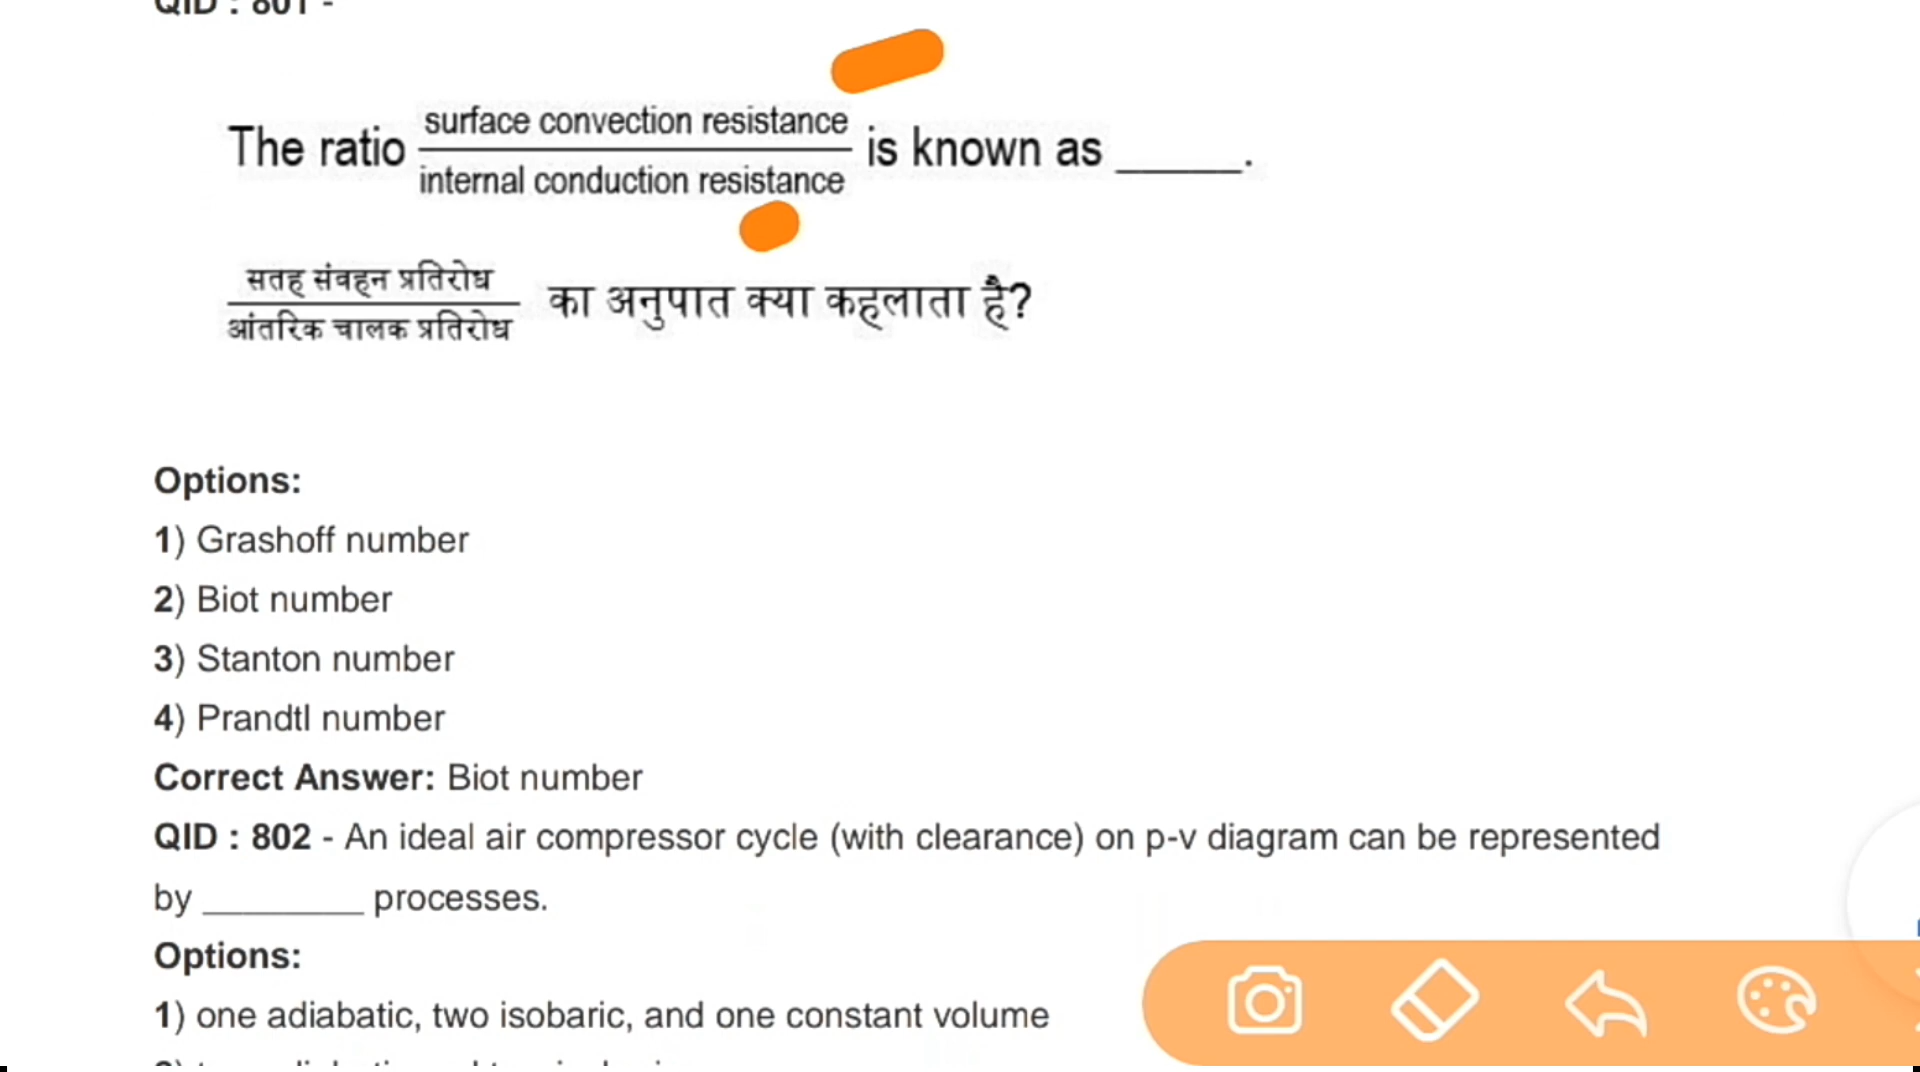 QID : 801 -
The ratio surface convection resistance / internal conduction resistance is known as ______.
सतह संवहन प्रतिरोध / आंतरिक चालक प्रतिरोध का अनुपात क्या कहलाता है?
Options:
1) Grashoff number
2) Biot number
3) Stanton number
4) Prandtl number
Correct Answer: Biot number
QID : 802 - An ideal air compressor cycle (with clearance) on p-v diagram can be represented
by ________ processes.
Options:
1) one adiabatic, two isobaric, and one constant volume